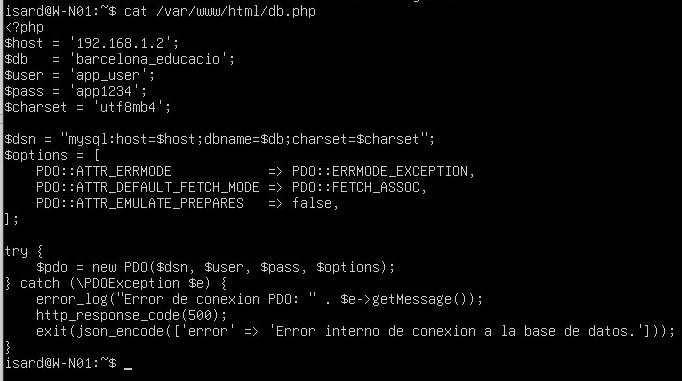 isard@W-N01:~$ cat /var/www/html/db.php
<?php
$host = '192.168.1.2';
$db   = 'barcelona_educacio';
$user = 'app_user';
$pass = 'app1234';
$charset = 'utf8mb4';

$dsn = "mysql:host=$host;dbname=$db;charset=$charset";
$options = [
    PDO::ATTR_ERRMODE            => PDO::ERRMODE_EXCEPTION,
    PDO::ATTR_DEFAULT_FETCH_MODE => PDO::FETCH_ASSOC,
    PDO::ATTR_EMULATE_PREPARES   => false,
];

try {
    $pdo = new PDO($dsn, $user, $pass, $options);
} catch (\PDOException $e) {
    error_log("Error de conexion PDO: " . $e->getMessage());
    http_response_code(500);
    exit(json_encode(['error' => 'Error interno de conexion a la base de datos.']));
}
isard@W-N01:~$ _